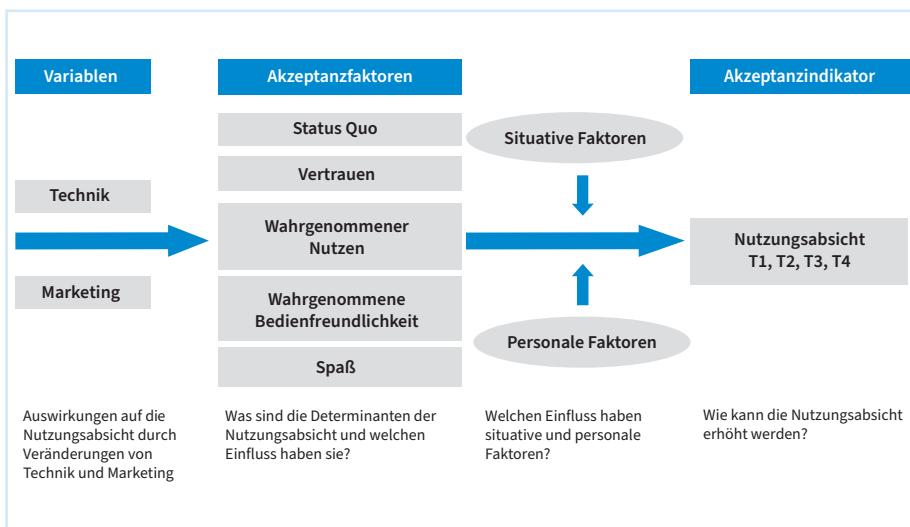 Variablen
Akzeptanzfaktoren
Akzeptanzindikator
Status Quo
Situative Faktoren
Vertrauen
Technik
Wahrgenommener
Nutzen
Nutzungsabsicht
T1, T2, T3, T4
Marketing
Wahrgenommene
Bedienfreundlichkeit
Personale Faktoren
Spaß
Auswirkungen auf die
Nutzungsabsicht durch
Veränderungen von
Technik und Marketing
Was sind die Determinanten der
Nutzungsabsicht und welchen
Einfluss haben sie?
Welchen Einfluss haben
situative und personale
Faktoren?
Wie kann die Nutzungsabsicht
erhöht werden?